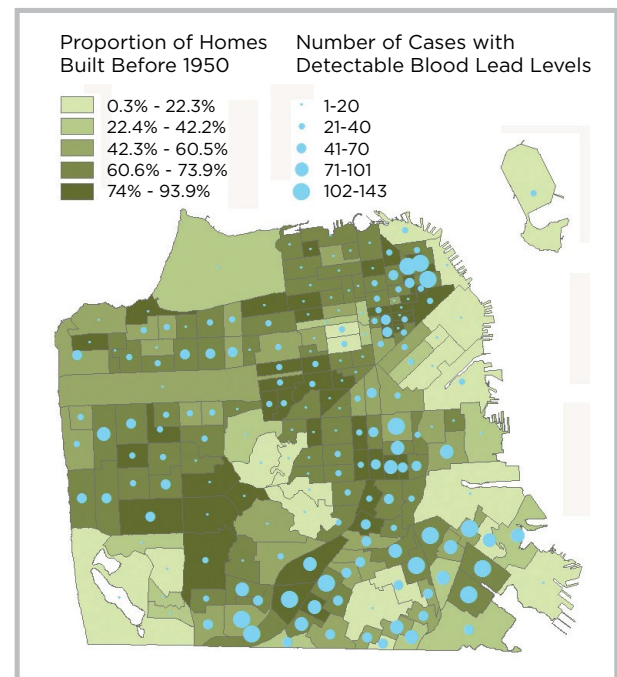 Proportion of Homes
Built Before 1950
0.3% - 22.3%
22.4% - 42.2%
42.3% - 60.5%
60.6% - 73.9%
74% - 93.9%
Number of Cases with
Detectable Blood Lead Levels
1-20
21-40
41-70
71-101
102-143